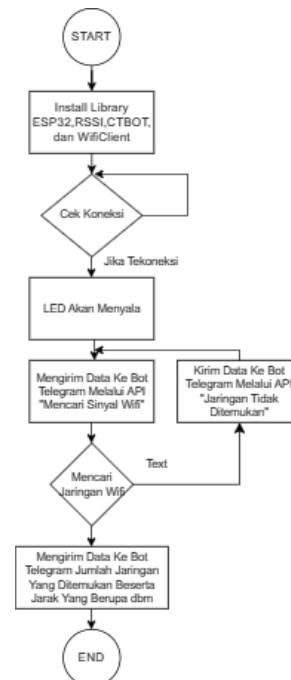 START
Install Library
ESP32,RSSI,CTBOT,
dan WifiClient
Cek Koneksi
Jika Tekoneksi
LED Akan Menyala
Mengirim Data Ke Bot
Telegram Melalui API
"Mencari Sinyal Wifi"
Kirim Data Ke Bot
Telegram Melalui API
"Jaringan Tidak
Ditemukan"
Mencari
Jaringan Wifi
Text
Mengirim Data Ke Bot
Telegram Jumlah Jaringan
Yang Ditemukan Beserta
Jarak Yang Berupa dbm
END